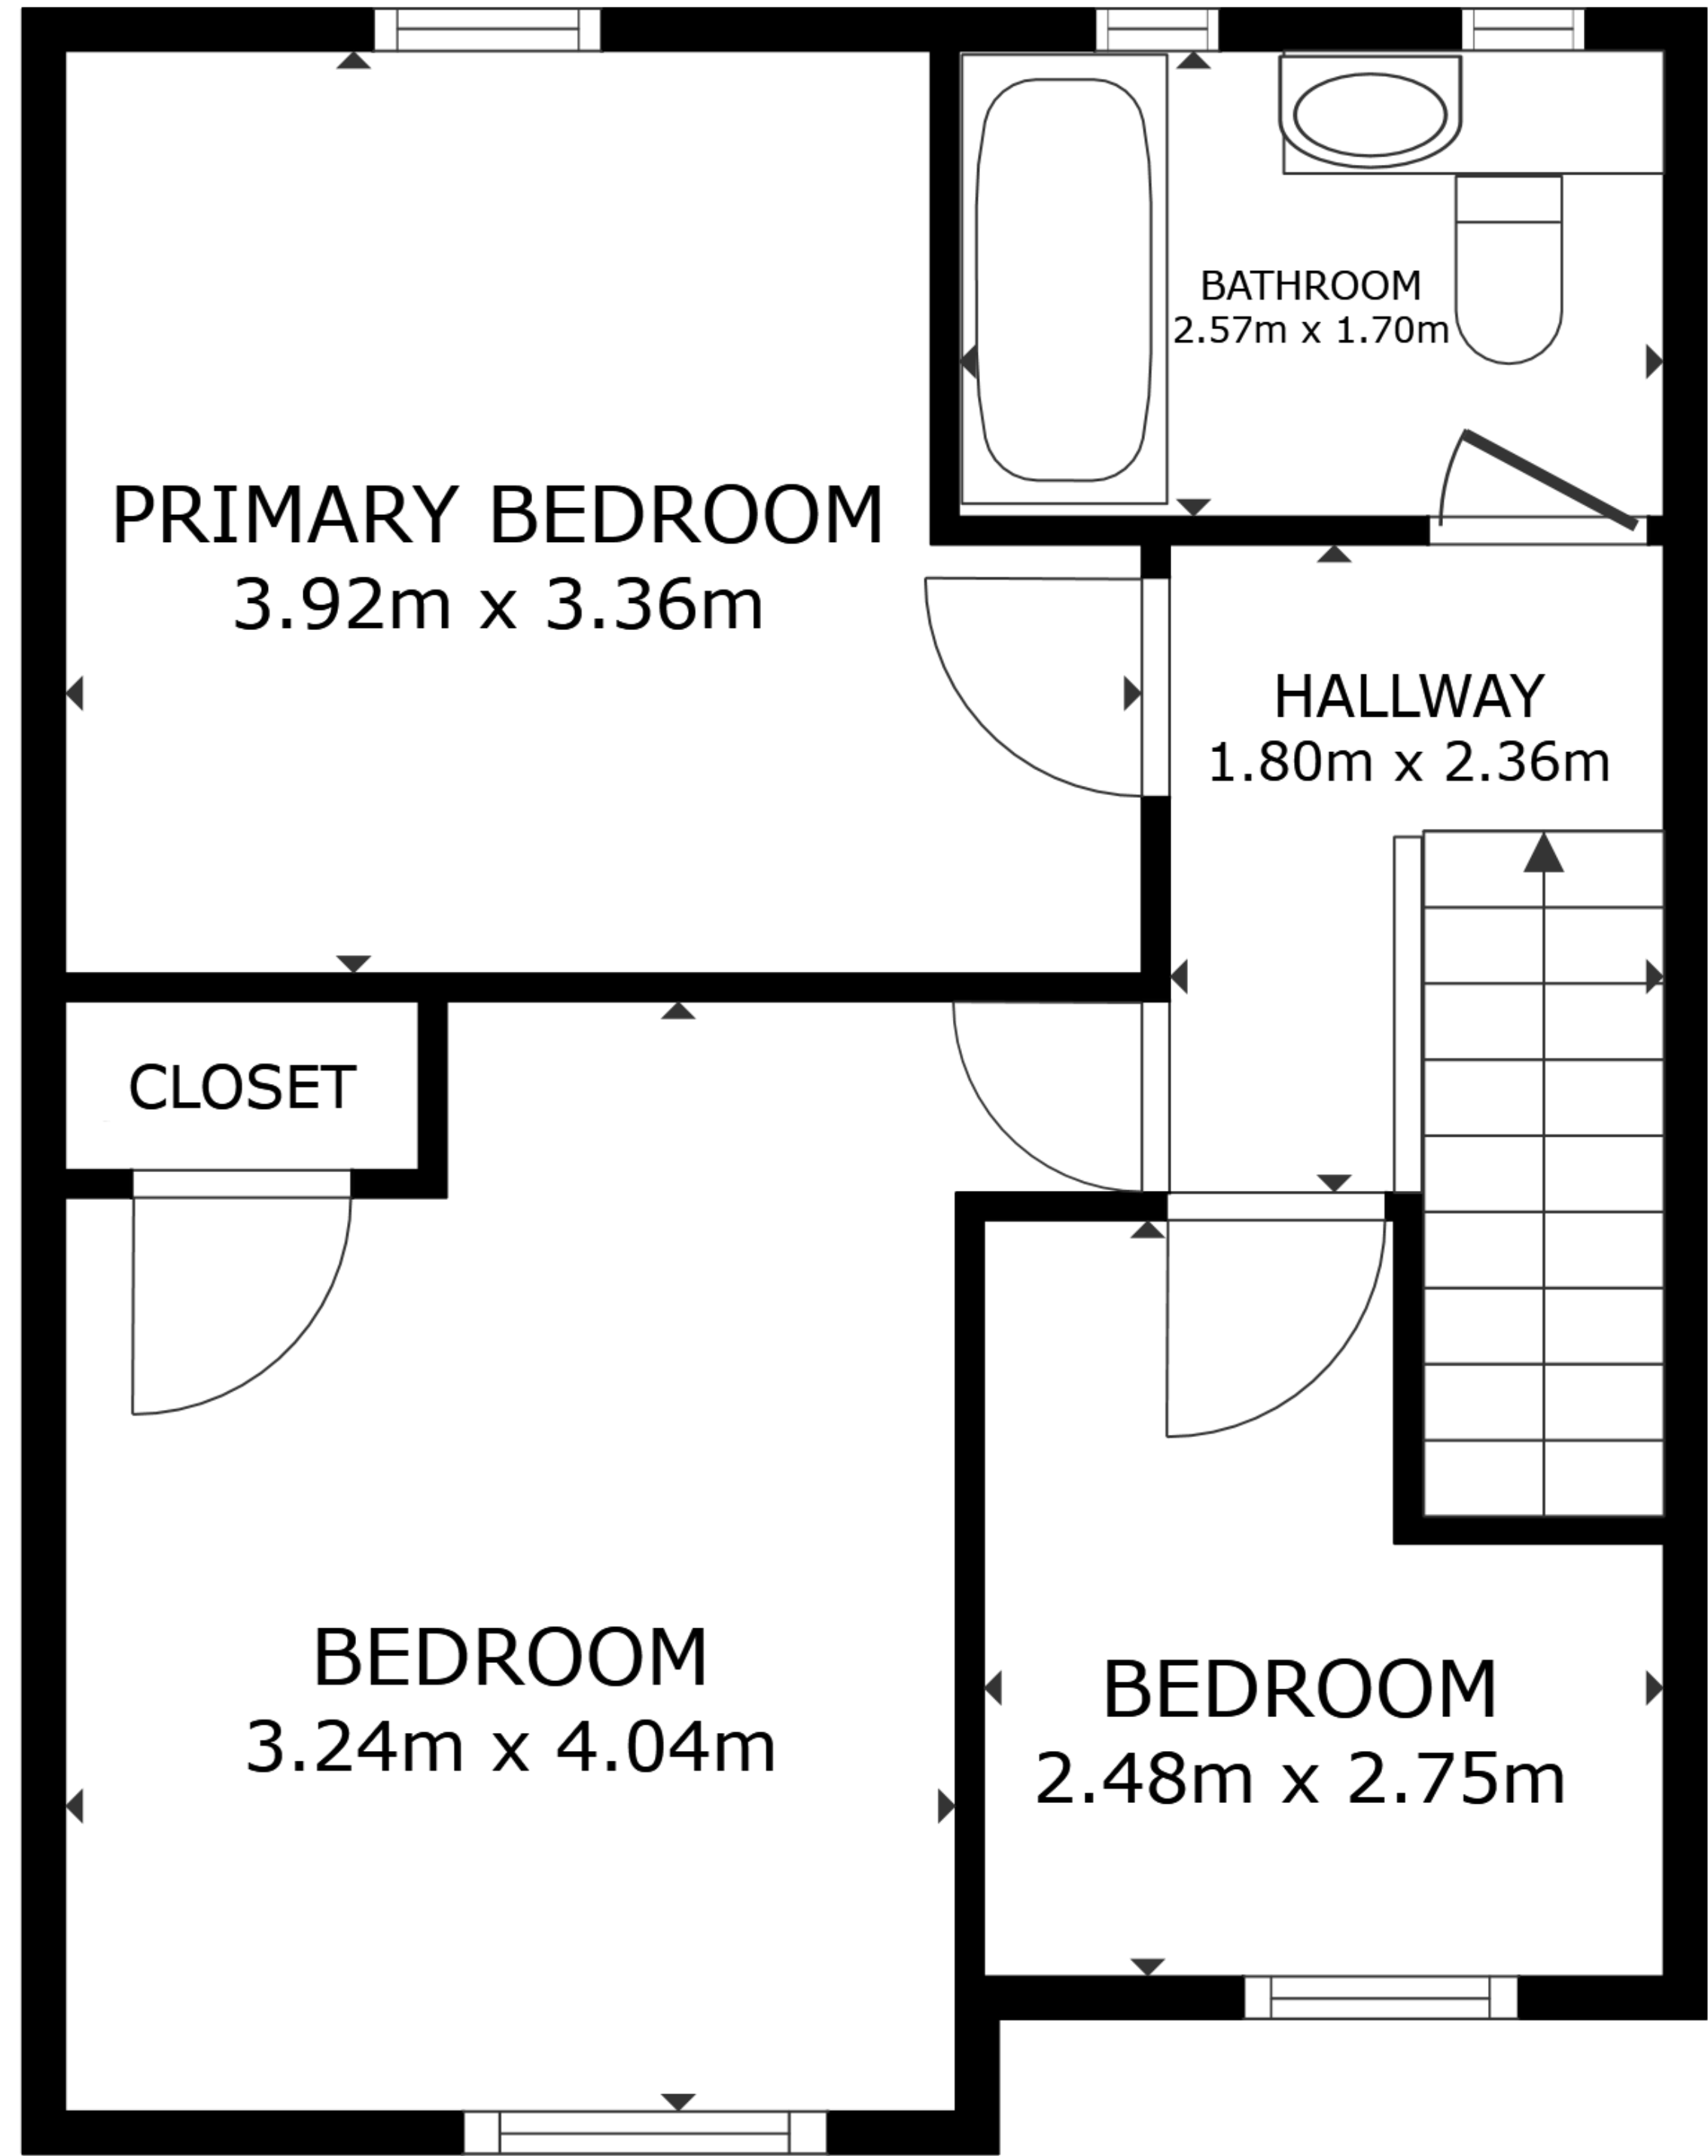 BATHROOM
2.57m x 1.70m
PRIMARY BEDROOM
3.92m x 3.36m
HALLWAY
1.80m x 2.36m
CLOSET
BEDROOM
3.24m x 4.04m
BEDROOM
2.48m x 2.75m